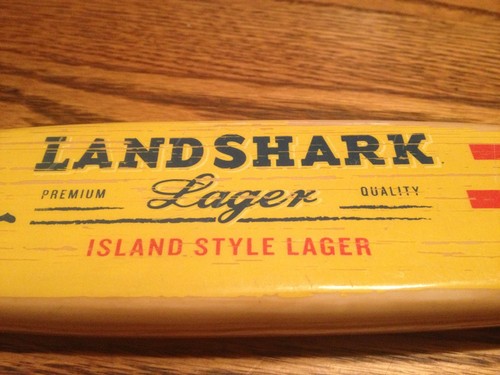 LANDSHARK
PREMIUM Lager QUALITY
ISLAND STYLE LAGER